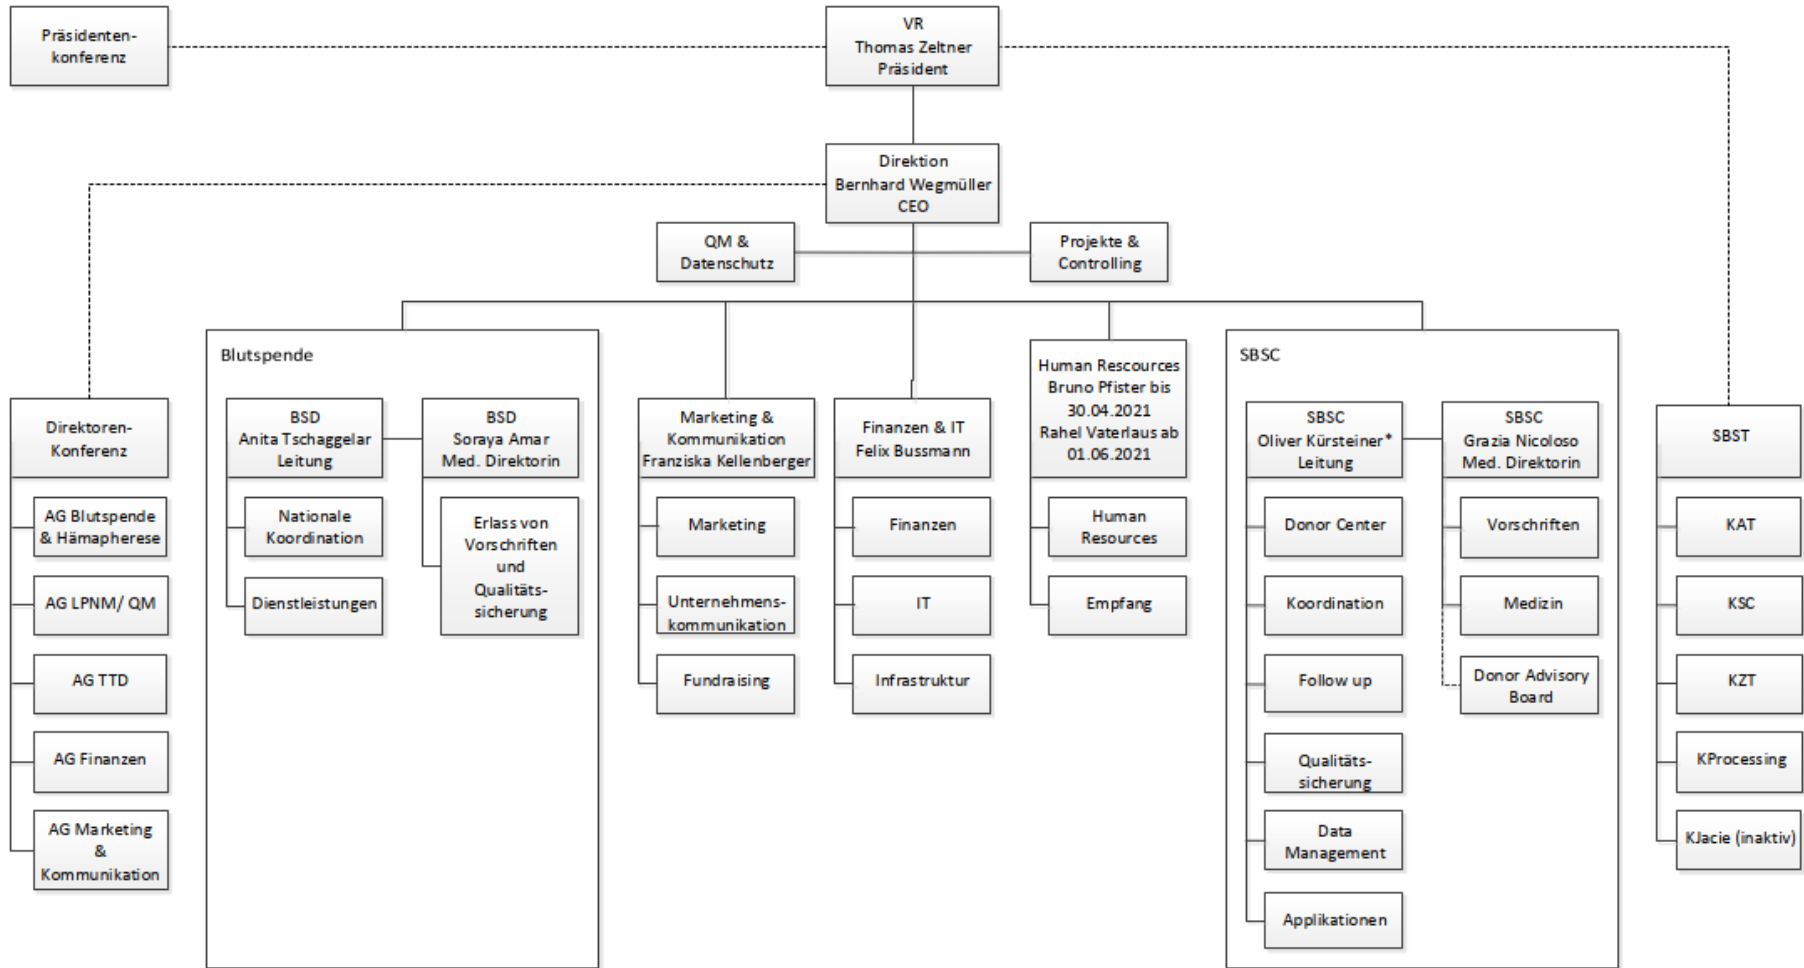 Präsidenten-
konferenz
VR
Thomas Zeltner
Präsident
Direktion
Bernhard Wegmüller
CEO
QM &
Datenschutz
Projekte &
Controlling
Direktoren-
Konferenz
AG Blutspende
& Hämapherese
AG LPNM/ QM
AG TTD
AG Finanzen
AG Marketing
&
Kommunikation
Blutspende
BSD
Anita Tschaggelar
Leitung
Nationale
Koordination
Dienstleistungen
BSD
Soraya Amar
Med. Direktorin
Erlass von
Vorschriften
und
Qualitäts-
sicherung
Marketing &
Kommunikation
Franziska Kellenberger
Marketing
Unternehmens-
kommunikation
Fundraising
Finanzen & IT
Felix Bussmann
Finanzen
IT
Infrastruktur
Human Rescources
Bruno Pfister bis
30.04.2021
Rahel Vaterlaus ab
01.06.2021
Human
Resources
Empfang
SBSC
SBSC
Oliver Kürsteiner*
Leitung
Donor Center
Koordination
Follow up
Qualitäts-
sicherung
Data
Management
Applikationen
SBSC
Grazia Nicoloso
Med. Direktorin
Vorschriften
Medizin
Donor Advisory
Board
SBST
KAT
KSC
KZT
KProcessing
KJacie (inaktiv)